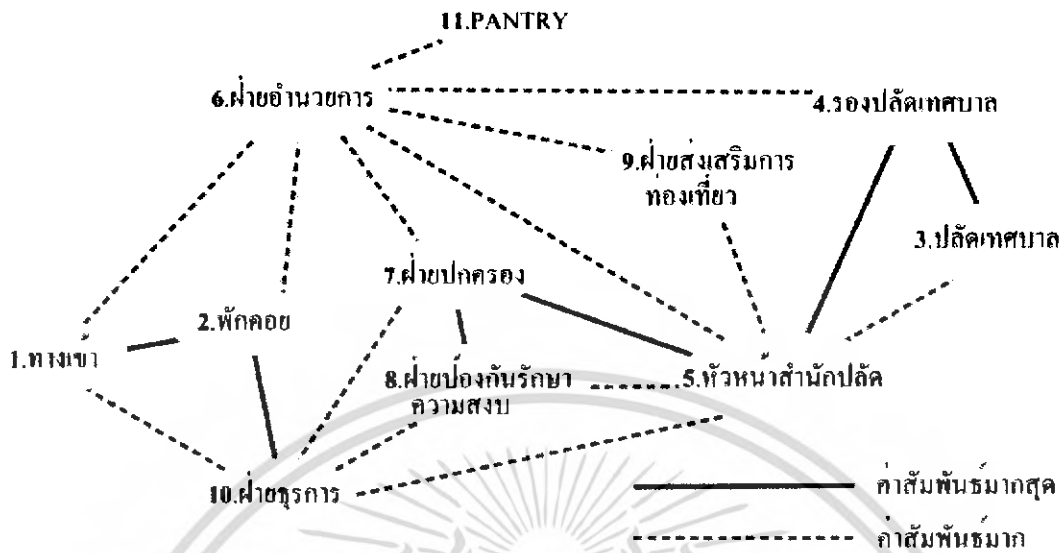 11.PANTRY
6.ฝ่ายอำนวยการ
4.รองปลัดเทศบาล
9.ฝ่ายส่งเสริมการ
ท่องเที่ยว
3.ปลัดเทศบาล
7.ฝ่ายปกครอง
2.พักคอย
1.ทางเข้า
8.ฝ่ายป้องกันรักษา
ความสงบ
5.หัวหน้าสำนักปลัด
10.ฝ่ายธุรการ
ค่าสัมพันธ์มากสุด
ค่าสัมพันธ์มาก